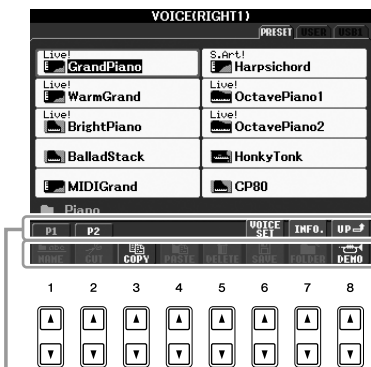 VOICE(RIGHT1)
PRESET USER USB1
Live! GrandPiano
S.Art! Harpsichord
Live! WarmGrand
Live! OctavePiano1
Live! BrightPiano
Live! OctavePiano2
BalladStack
HonkyTonk
MIDIGrand
CP80
Piano
P1 P2 VOICE SET INFO. UP
NAME CUT COPY PASTE DELETE SAVE FOLDER DEMO
1 2 3 4 5 6 7 8